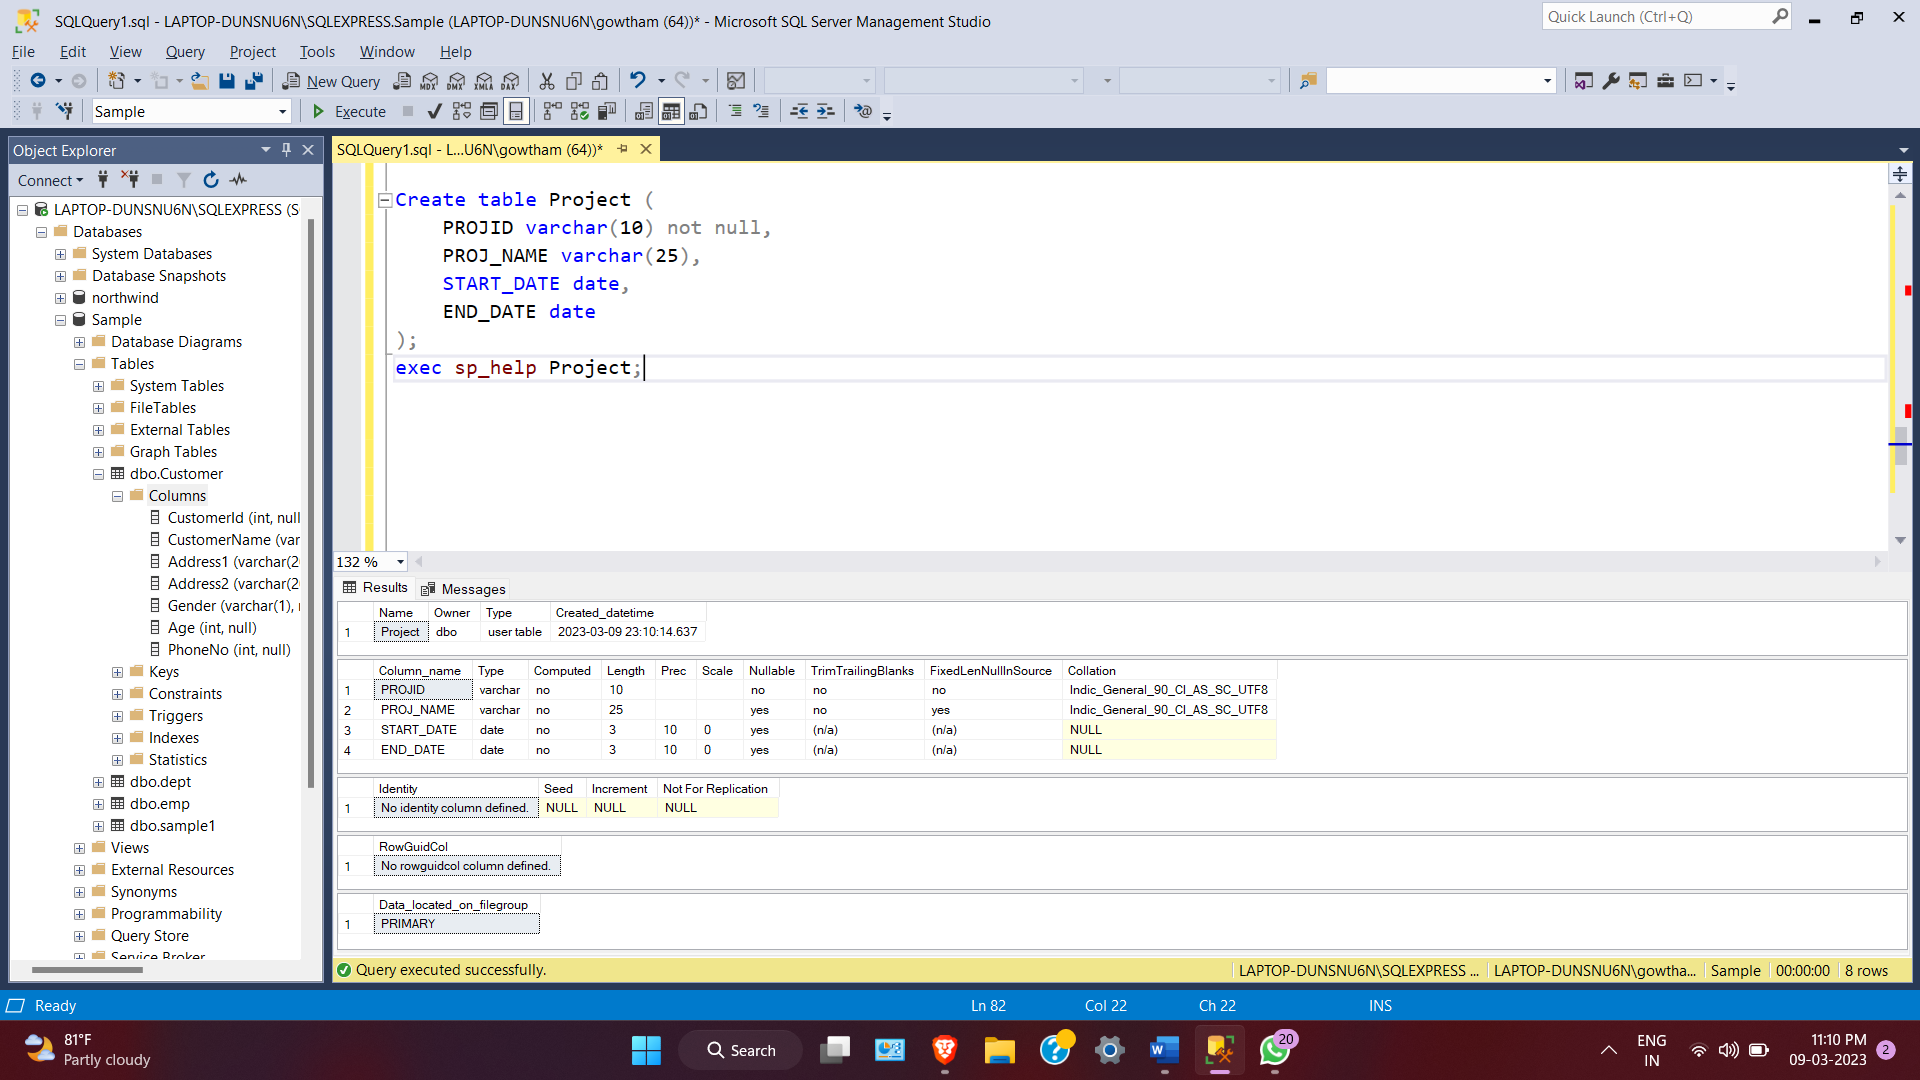 SQLQuery1.sql - LAPTOP-DUNSNU6N\SQLEXPRESS.Sample (LAPTOP-DUNSNU6N\gowtham (64))* - Microsoft SQL Server Management Studio
Quick Launch (Ctrl+Q)
File Edit View Query Project Tools Window Help
New Query MDX DMX XMLA DAX
Sample Execute
Object Explorer
Connect
LAPTOP-DUNSNU6N\SQLEXPRESS (S
Databases
System Databases
Database Snapshots
northwind
Sample
Database Diagrams
Tables
System Tables
FileTables
External Tables
Graph Tables
dbo.Customer
Columns
CustomerId (int, null
CustomerName (var
Address1 (varchar(2
Address2 (varchar(2
Gender (varchar(1),
Age (int, null)
PhoneNo (int, null)
Keys
Constraints
Triggers
Indexes
Statistics
dbo.dept
dbo.emp
dbo.sample1
Views
External Resources
Synonyms
Programmability
Query Store
Service Broker
SQLQuery1.sql - L...U6N\gowtham (64))*
Create table Project (
PROJID varchar(10) not null,
PROJ_NAME varchar(25),
START_DATE date,
END_DATE date
);
exec sp_help Project;
132 %
Results Messages
Name Owner Type Created_datetime
1 Project dbo user table 2023-03-09 23:10:14.637
Column_name Type Computed Length Prec Scale Nullable TrimTrailingBlanks FixedLenNullInSource Collation
1 PROJID varchar no 10 no no no Indic_General_90_CI_AS_SC_UTF8
2 PROJ_NAME varchar no 25 yes no yes Indic_General_90_CI_AS_SC_UTF8
3 START_DATE date no 3 10 0 yes (n/a) (n/a) NULL
4 END_DATE date no 3 10 0 yes (n/a) (n/a) NULL
Identity Seed Increment Not For Replication
1 No identity column defined. NULL NULL NULL
RowGuidCol
1 No rowguidcol column defined.
Data_located_on_filegroup
1 PRIMARY
Query executed successfully. LAPTOP-DUNSNU6N\SQLEXPRESS ... LAPTOP-DUNSNU6N\gowtha... Sample 00:00:00 8 rows
Ready Ln 82 Col 22 Ch 22 INS
81°F
Partly cloudy
Search
20
ENG
IN
11:10 PM
09-03-2023
2